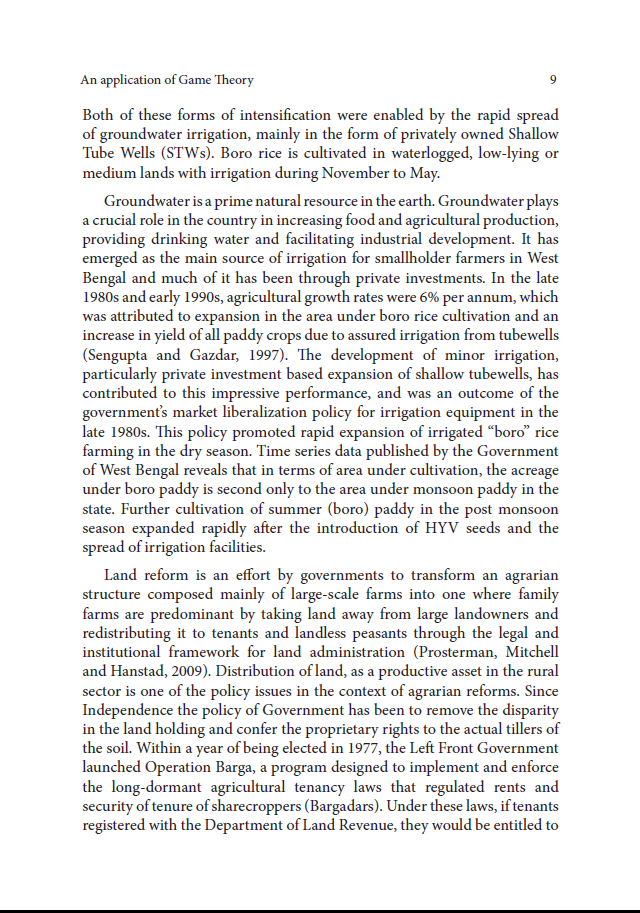 An application of Game Theory 9
Both of these forms of intensification were enabled by the rapid spread
of groundwater irrigation, mainly in the form of privately owned Shallow
Tube Wells (STWs). Boro rice is cultivated in waterlogged, low-lying or
medium lands with irrigation during November to May.
Groundwater is a prime natural resource in the earth. Groundwater plays
a crucial role in the country in increasing food and agricultural production,
providing drinking water and facilitating industrial development. It has
emerged as the main source of irrigation for smallholder farmers in West
Bengal and much of it has been through private investments. In the late
1980s and early 1990s, agricultural growth rates were 6% per annum, which
was attributed to expansion in the area under boro rice cultivation and an
increase in yield of all paddy crops due to assured irrigation from tubewells
(Sengupta and Gazdar, 1997). The development of minor irrigation,
particularly private investment based expansion of shallow tubewells, has
contributed to this impressive performance, and was an outcome of the
government's market liberalization policy for irrigation equipment in the
late 1980s. This policy promoted rapid expansion of irrigated “boro” rice
farming in the dry season. Time series data published by the Government
of West Bengal reveals that in terms of area under cultivation, the acreage
under boro paddy is second only to the area under monsoon paddy in the
state. Further cultivation of summer (boro) paddy in the post monsoon
season expanded rapidly after the introduction of HYV seeds and the
spread of irrigation facilities.
Land reform is an effort by governments to transform an agrarian
structure composed mainly of large-scale farms into one where family
farms are predominant by taking land away from large landowners and
redistributing it to tenants and landless peasants through the legal and
institutional framework for land administration (Prosterman, Mitchell
and Hanstad, 2009). Distribution of land, as a productive asset in the rural
sector is one of the policy issues in the context of agrarian reforms. Since
Independence the policy of Government has been to remove the disparity
in the land holding and confer the proprietary rights to the actual tillers of
the soil. Within a year of being elected in 1977, the Left Front Government
launched Operation Barga, a program designed to implement and enforce
the long-dormant agricultural tenancy laws that regulated rents and
security of tenure of sharecroppers (Bargadars). Under these laws, if tenants
registered with the Department of Land Revenue, they would be entitled to